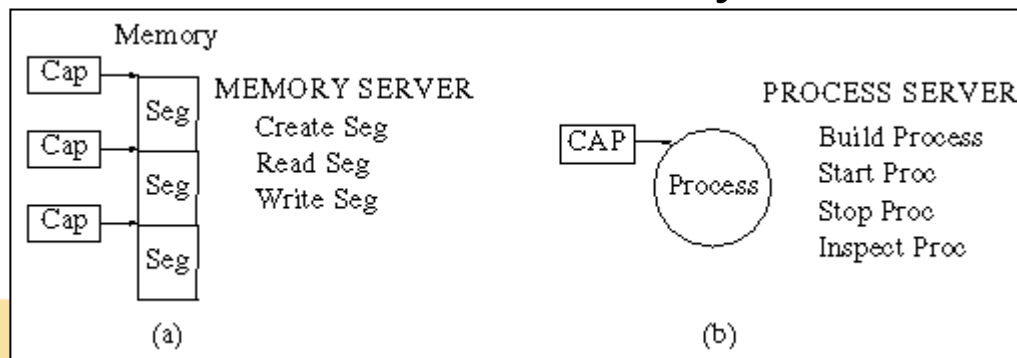 Memory
Cap
Seg
MEMORY SERVER
Create Seg
Cap
Read Seg
Seg
Write Seg
Cap
Seg
(a)
PROCESS SERVER
CAP
Build Process
Process
Start Proc
Stop Proc
Inspect Proc
(b)